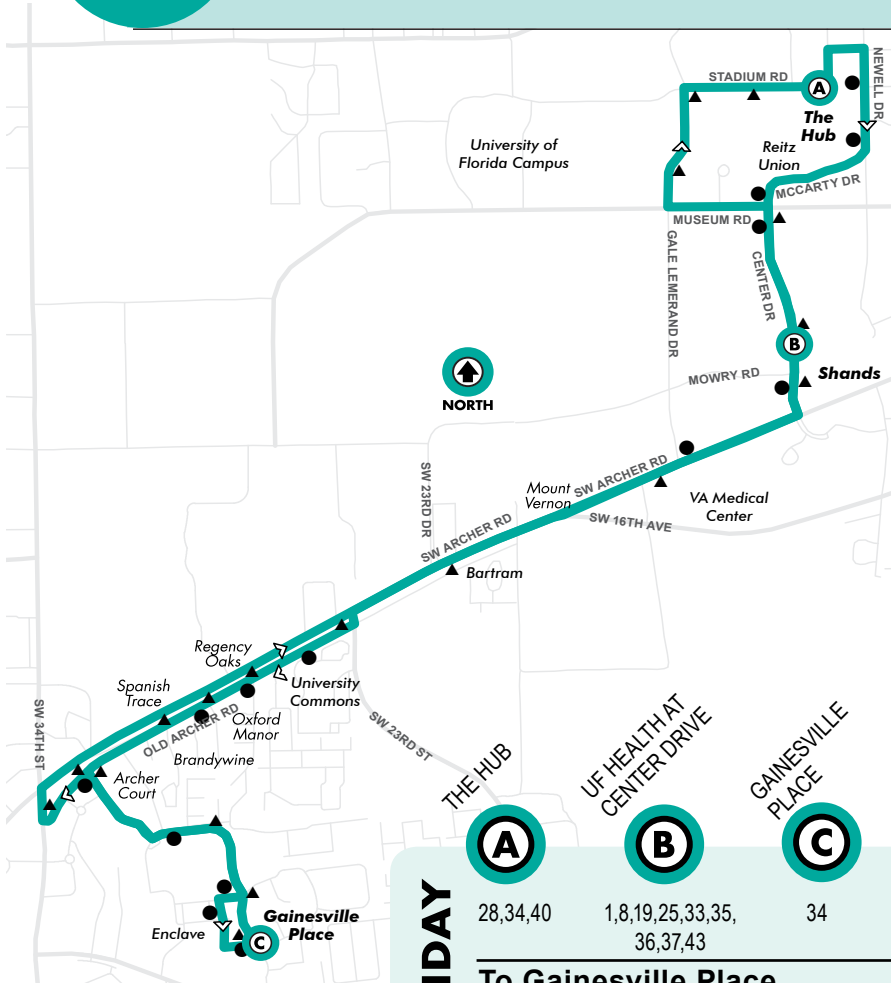 STADIUM RD
NEWELL DR
A
The
Hub
University of
Florida Campus
Reitz
Union
MCCARTY DR
MUSEUM RD
GALE LEMERAND DR
CENTER DR
B
NORTH
MOWRY RD
Shands
SW 23RD DR
SW ARCHER RD
Mount
Vernon
VA Medical
Center
SW 16TH AVE
SW ARCHER RD
Bartram
Regency
Oaks
University
Commons
Spanish
Trace
SW 34TH ST
OLD ARCHER RD
Oxford
Manor
SW 23RD ST
Brandywine
Archer
Court
Gainesville
Place
Enclave
C
THE HUB
UF HEALTH AT
CENTER DRIVE
GAINESVILLE
PLACE
A
B
C
28,34,40
1,8,19,25,33,35,
36,37,43
34
IDAY
To Gainesville Place